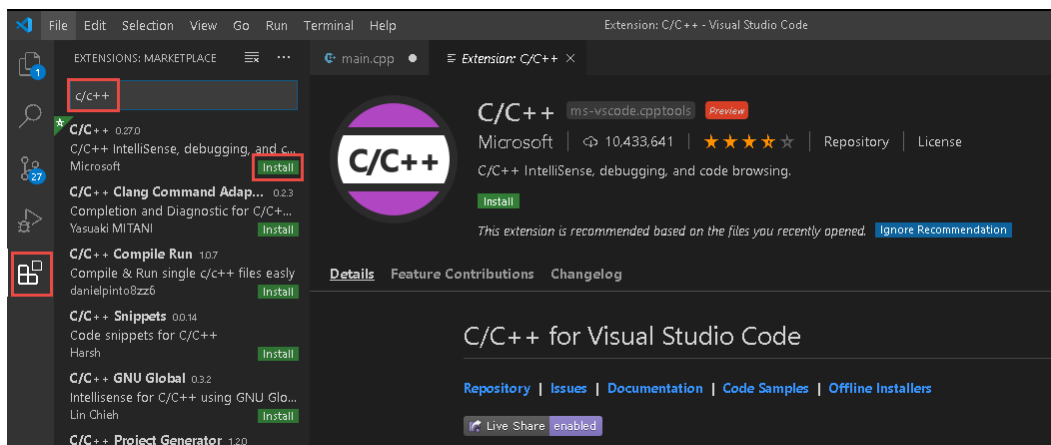 File Edit Selection View Go Run Terminal Help
Extension: C/C++ - Visual Studio Code
1
27
EXTENSIONS: MARKETPLACE
c/c++
C/C++ 0.27.0
C/C++ IntelliSense, debugging, and c...
Microsoft Install
C/C++ Clang Command Adap... 0.2.3
Completion and Diagnostic for C/C+...
Yasuaki MITANI Install
C/C++ Compile Run 1.0.7
Compile & Run single c/c++ files easly
danielpinto8zz6 Install
C/C++ Snippets 0.0.14
Code snippets for C/C++
Harsh Install
C/C++ GNU Global 0.3.2
Intellisense for C/C++ using GNU Glo...
Lin Chieh Install
C/C++ Project Generator 1.2.0
main.cpp
Extension: C/C++
C/C++
C/C++ ms-vscode.cpptools Preview
Microsoft 10,433,641 Repository License
C/C++ IntelliSense, debugging, and code browsing.
Install
This extension is recommended based on the files you recently opened. Ignore Recommendation
Details Feature Contributions Changelog
C/C++ for Visual Studio Code
Repository | Issues | Documentation | Code Samples | Offline Installers
Live Share enabled